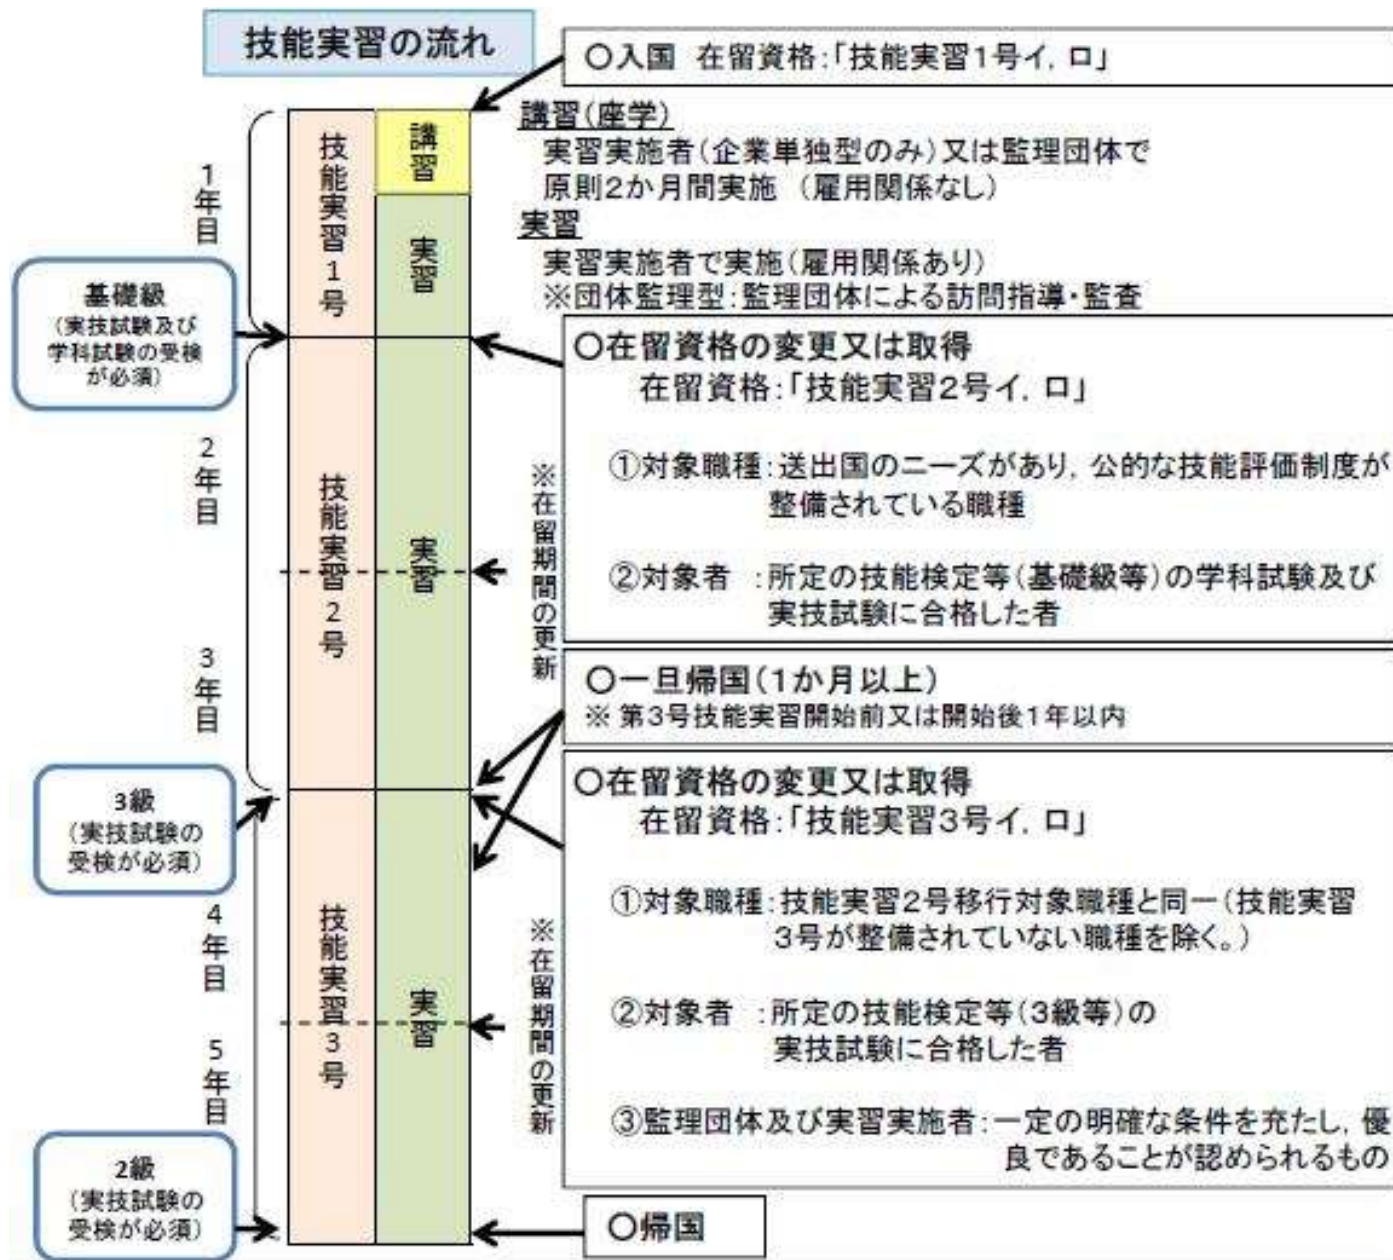 技能実習の流れ
○入国 在留資格：「技能実習１号イ，ロ」
講習（座学）
実習実施者（企業単独型のみ）又は監理団体で
原則２か月間実施 （雇用関係なし）
実習
実習実施者で実施（雇用関係あり）
※団体監理型：監理団体による訪問指導・監査
1年目
技能実習1号
講習
実習
基礎級
（実技試験及び
学科試験の受検
が必須）
○在留資格の変更又は取得
在留資格：「技能実習２号イ，ロ」
①対象職種：送出国のニーズがあり，公的な技能評価制度が
整備されている職種
②対象者 ：所定の技能検定等（基礎級等）の学科試験及び
実技試験に合格した者
2年目
技能実習2号
実習
※在留期間の更新
3年目
○一旦帰国（１か月以上）
※ 第３号技能実習開始前又は開始後１年以内
3級
（実技試験の
受検が必須）
○在留資格の変更又は取得
在留資格：「技能実習３号イ，ロ」
①対象職種：技能実習２号移行対象職種と同一（技能実習
３号が整備されていない職種を除く。）
②対象者 ：所定の技能検定等（３級等）の
実技試験に合格した者
③監理団体及び実習実施者：一定の明確な条件を充たし，優
良であることが認められるもの
4年目
技能実習3号
実習
※在留期間の更新
5年目
2級
（実技試験の
受検が必須）
○帰国